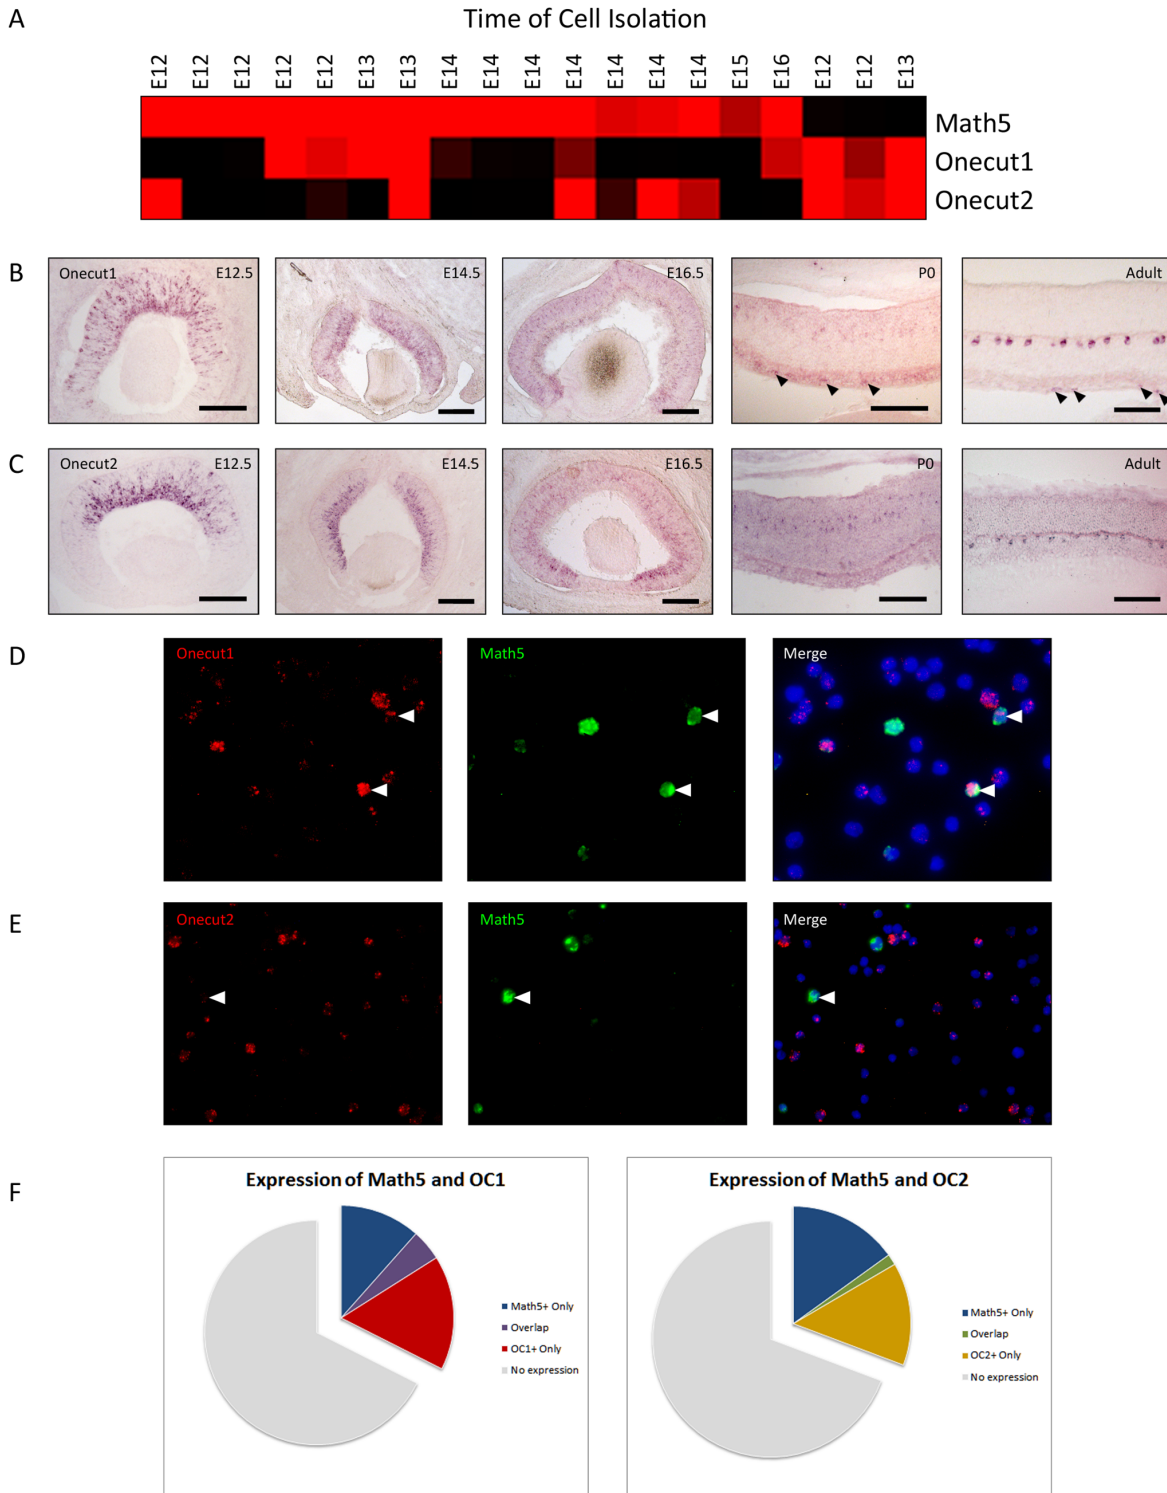 A
Time of Cell Isolation
E12 E12 E12 E12 E12 E13 E13 E14 E14 E14 E14 E14 E14 E14 E15 E16 E12 E12 E13
Math5
Onecut1
Onecut2
B
Onecut1 E12.5 E14.5 E16.5 P0 Adult
C
Onecut2 E12.5 E14.5 E16.5 P0 Adult
D
Onecut1 Math5 Merge
E
Onecut2 Math5 Merge
F
Expression of Math5 and OC1
Math5+ Only
Overlap
OC1+ Only
No expression
Expression of Math5 and OC2
Math5+ Only
Overlap
OC2+ Only
No expression